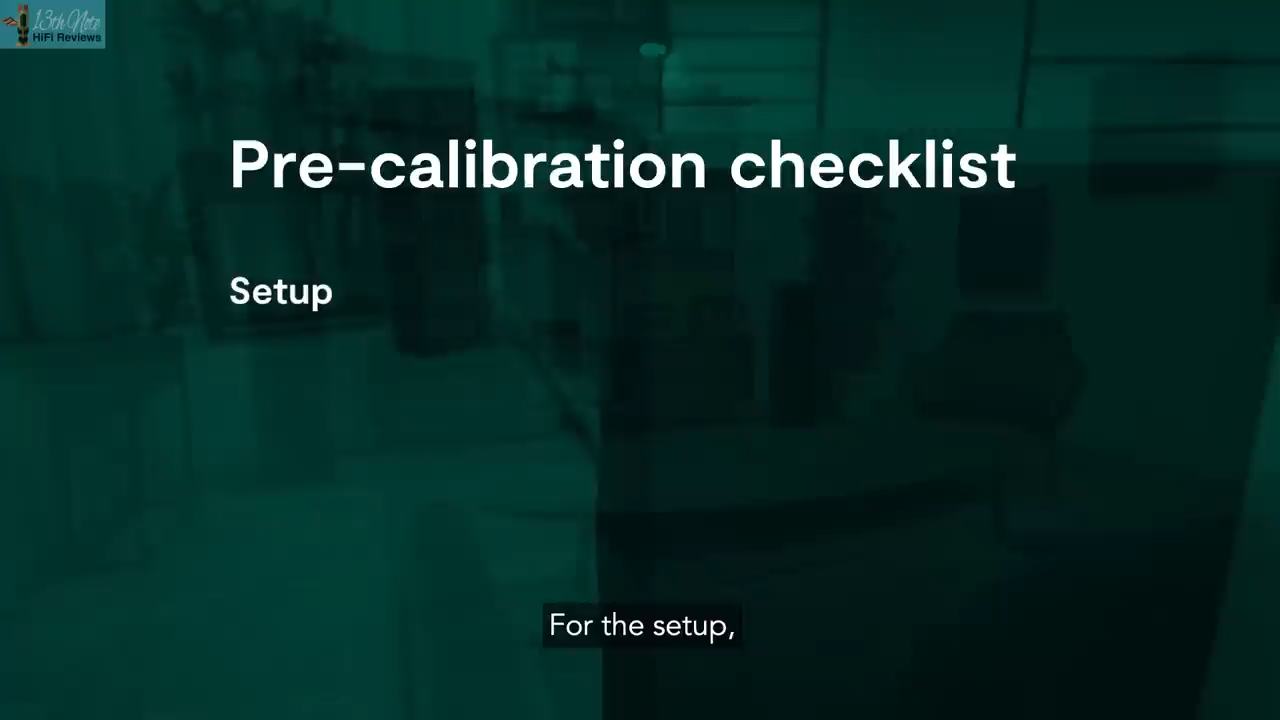 13th Note
HiFi Reviews
Pre-calibration checklist
Setup
For the setup,